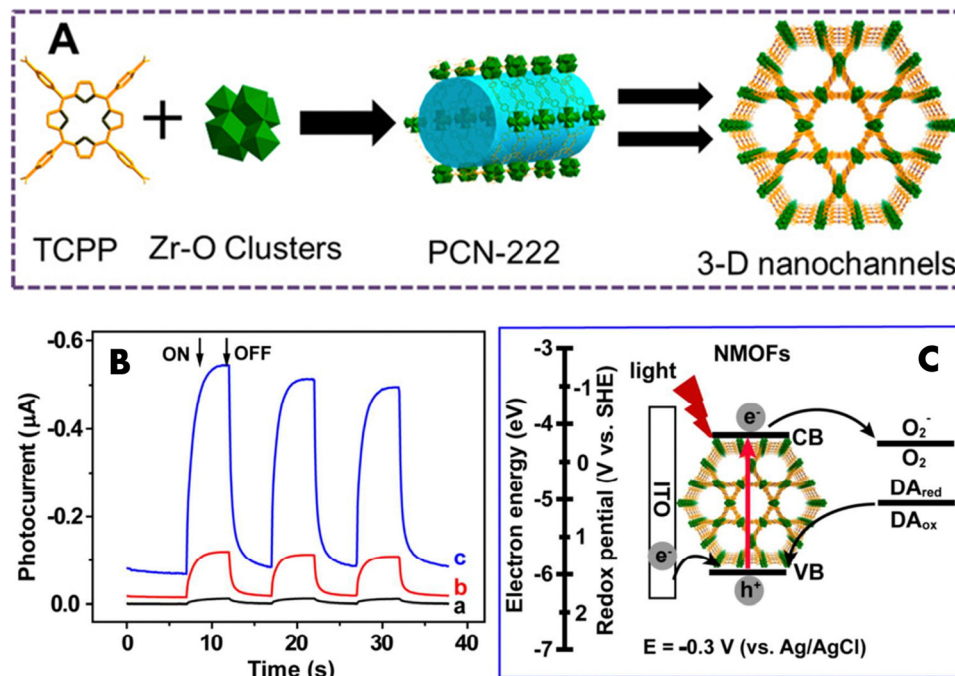 A
TCPP
+
Zr-O Clusters
PCN-222
3-D nanochannels
B
ON
OFF
Photocurrent (μA)
-0.6
-0.4
-0.2
0.0
c
b
a
0
10
20
30
40
Time (s)
C
NMOFs
light
Electron energy (eV)
-3
-4
-5
-6
-7
Redox pential (V vs. SHE)
-1
0
1
2
ITO
e-
e-
CB
VB
h+
O2-
O2
DAred
DAox
E = -0.3 V (vs. Ag/AgCl)